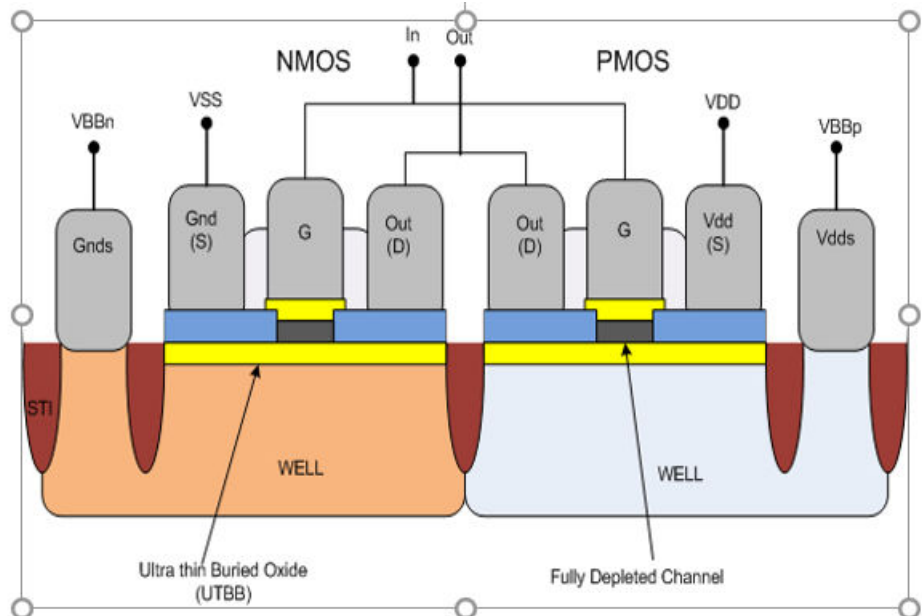 In Out
NMOS
PMOS
VBBn
VSS
VDD
VBBp
Gnds
Gnd
(S)
G
Out
(D)
Out
(D)
G
Vdd
(S)
Vdds
STI
WELL
WELL
Ultra thin Buried Oxide
(UTBB)
Fully Depleted Channel